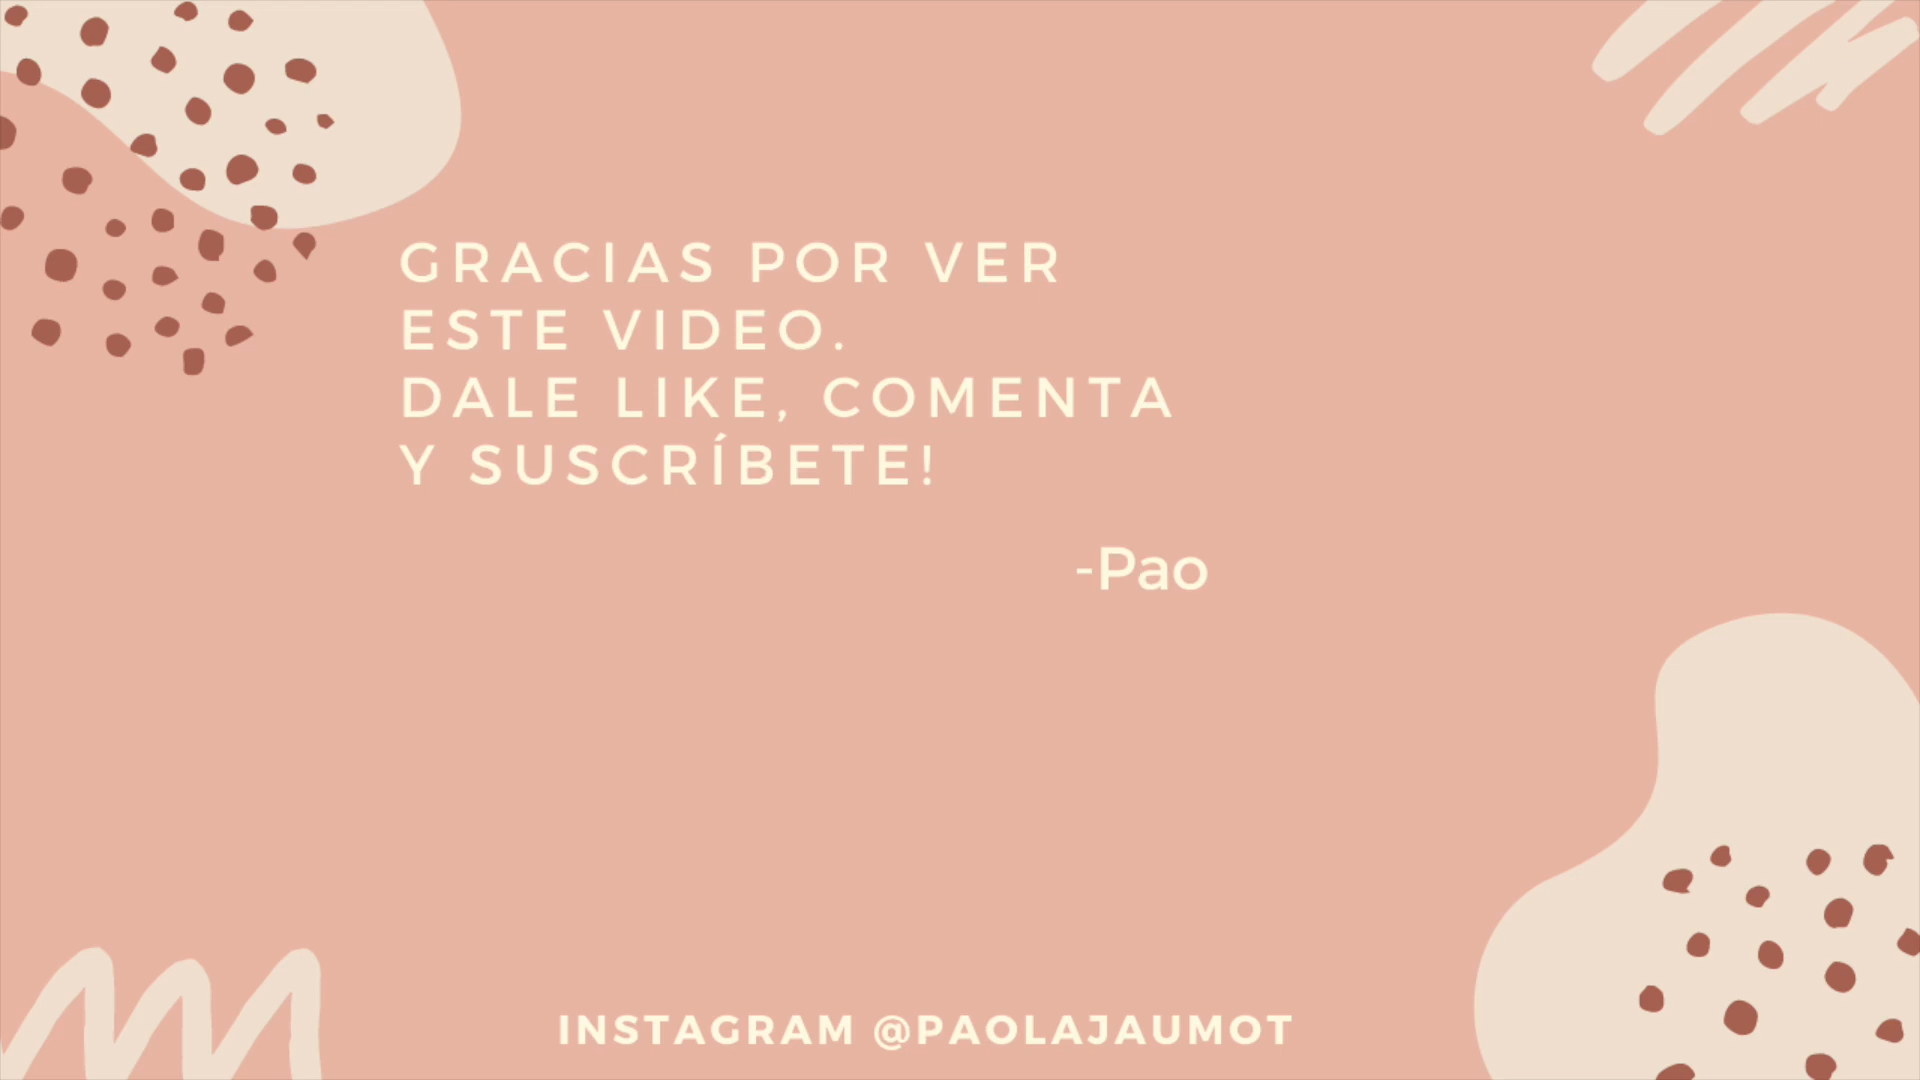 GRACIAS POR VER
ESTE VIDEO.
DALE LIKE, COMENTA
Y SUSCRÍBETE!
-Pao
INSTAGRAM @PAOLAJAUMOT